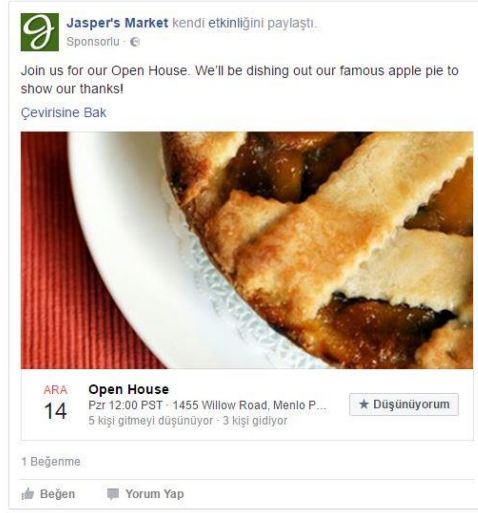 Jasper's Market kendi etkinliğini paylaştı.
Sponsorlu ·
Join us for our Open House. We'll be dishing out our famous apple pie to
show our thanks!
Çevirisine Bak
ARA
14
Open House
Pzr 12:00 PST · 1455 Willow Road, Menlo P...
5 kişi gitmeyi düşünüyor · 3 kişi gidiyor
★ Düşünüyorum
1 Beğenme
Beğen
Yorum Yap